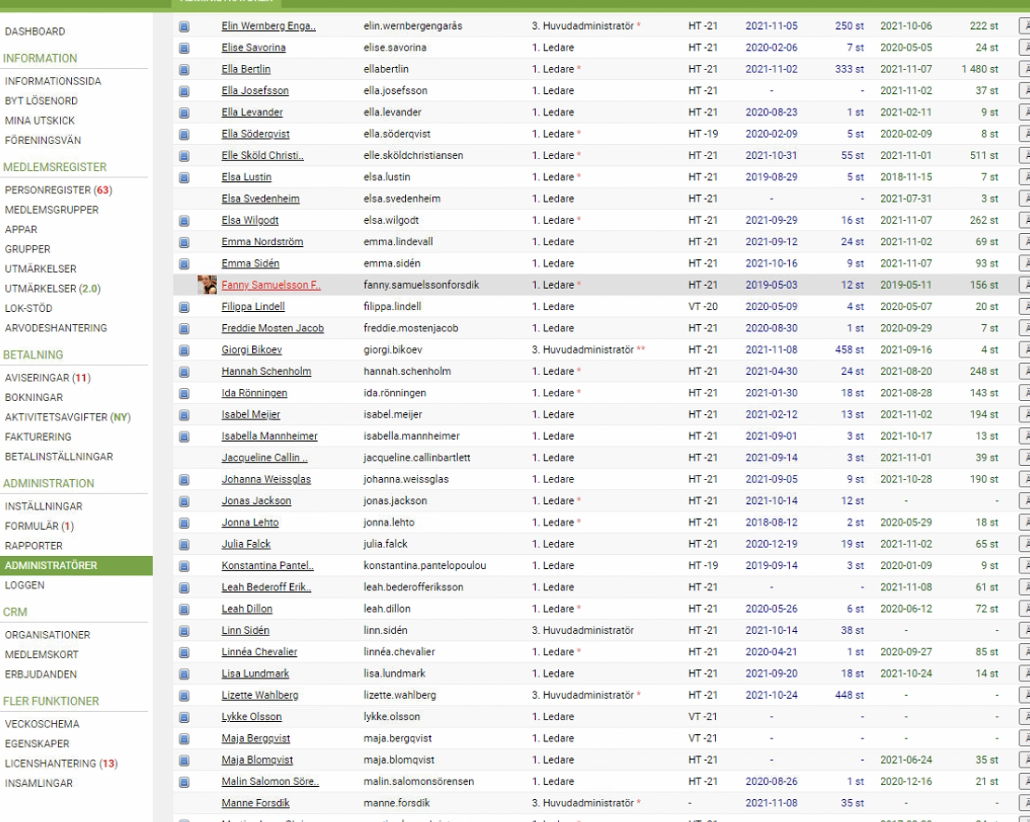 DASHBOARD
INFORMATION
INFORMATIONSSIDA
BYT LÖSENORD
MINA UTSKICK
FÖRENINGSVÄN
MEDLEMSREGISTER
PERSONREGISTER (63)
MEDLEMSGRUPPER
APPAR
GRUPPER
UTMÄRKELSER
UTMÄRKELSER (2.0)
LOK-STÖD
ARVODESHANTERING
BETALNING
AVISERINGAR (11)
BOKNINGAR
AKTIVITETSAVGIFTER (NY)
FAKTURERING
BETALINSTÄLLNINGAR
ADMINISTRATION
INSTÄLLNINGAR
FORMULÄR (1)
RAPPORTER
ADMINISTRATÖRER
LOGGEN
CRM
ORGANISATIONER
MEDLEMSKORT
ERBJUDANDEN
FLER FUNKTIONER
VECKOSCHEMA
EGENSKAPER
LICENSHANTERING (13)
INSAMLINGAR
Elin Wernberg Enga.. elin.wernbergengarås 3. Huvudadministratör * HT -21 2021-11-05 250 st 2021-10-06 222 st
Elise Savorina elise.savorina 1. Ledare HT -21 2020-02-06 7 st 2020-05-05 24 st
Ella Bertlin ellabertlin 1. Ledare * HT -21 2021-11-02 333 st 2021-11-07 1 480 st
Ella Josefsson ella.josefsson 1. Ledare HT -21 - - 2021-11-02 37 st
Ella Levander ella.levander 1. Ledare HT -21 2020-08-23 1 st 2021-02-11 9 st
Ella Söderqvist ella.söderqvist 1. Ledare * HT -19 2020-02-09 5 st 2020-02-09 8 st
Elle Sköld Christi.. elle.sköldchristiansen 1. Ledare * HT -21 2021-10-31 55 st 2021-11-01 511 st
Elsa Lustin elsa.lustin 1. Ledare * HT -21 2019-08-29 5 st 2018-11-15 7 st
Elsa Svedenheim elsa.svedenheim 1. Ledare HT -21 - - 2021-07-31 3 st
Elsa Wilgodt elsa.wilgodt 1. Ledare * HT -21 2021-09-29 16 st 2021-11-07 262 st
Emma Nordström emma.lindevall 1. Ledare HT -21 2021-09-12 24 st 2021-11-02 69 st
Emma Sidén emma.sidén 1. Ledare HT -21 2021-10-16 9 st 2021-11-07 93 st
Fanny Samuelsson F.. fanny.samuelssonforsdik 1. Ledare * HT -21 2019-05-03 12 st 2019-05-11 156 st
Filippa Lindell filippa.lindell 1. Ledare VT -20 2020-05-09 4 st 2020-05-07 20 st
Freddie Mosten Jacob freddie.mostenjacob 1. Ledare HT -21 2020-08-30 1 st 2020-09-29 7 st
Giorgi Bikoev giorgi.bikoev 3. Huvudadministratör ** HT -21 2021-11-08 458 st 2021-09-16 4 st
Hannah Schenholm hannah.schenholm 1. Ledare * HT -21 2021-04-30 24 st 2021-08-20 248 st
Ida Rönningen ida.rönningen 1. Ledare * HT -21 2021-01-30 18 st 2021-08-28 143 st
Isabel Meijer isabel.meijer 1. Ledare HT -21 2021-02-12 13 st 2021-11-02 194 st
Isabella Mannheimer isabella.mannheimer 1. Ledare HT -21 2021-09-01 3 st 2021-10-17 13 st
Jacqueline Callin .. jacqueline.callinbartlett 1. Ledare HT -21 2021-09-14 3 st 2021-11-01 39 st
Johanna Weissglas johanna.weissglas 1. Ledare HT -21 2021-09-05 9 st 2021-10-28 190 st
Jonas Jackson jonas.jackson 1. Ledare * HT -21 2021-10-14 12 st - -
Jonna Lehto jonna.lehto 1. Ledare * HT -21 2018-08-12 2 st 2020-05-29 18 st
Julia Falck julia.falck 1. Ledare HT -21 2020-12-19 19 st 2021-11-02 65 st
Konstantina Pantel.. konstantina.pantelopoulou 1. Ledare HT -19 2019-09-14 3 st 2020-01-09 9 st
Leah Bederoff Erik.. leah.bederofferiksson 1. Ledare HT -21 - - 2021-11-08 61 st
Leah Dillon leah.dillon 1. Ledare * HT -21 2020-05-26 6 st 2020-06-12 72 st
Linn Sidén linn.sidén 3. Huvudadministratör HT -21 2021-10-14 38 st - -
Linnéa Chevalier linnéa.chevalier 1. Ledare * HT -21 2020-04-21 1 st 2020-09-27 85 st
Lisa Lundmark lisa.lundmark 1. Ledare HT -21 2021-09-20 18 st 2021-10-24 14 st
Lizette Wahlberg lizette.wahlberg 3. Huvudadministratör * HT -21 2021-10-24 448 st - -
Lykke Olsson lykke.olsson 1. Ledare VT -21 - - - -
Maja Bergqvist maja.bergqvist 1. Ledare VT -21 - - - -
Maja Blomqvist maja.blomqvist 1. Ledare HT -21 - - 2021-06-24 35 st
Malin Salomon Söre.. malin.salomonsörensen 1. Ledare HT -21 2020-08-26 1 st 2020-12-16 21 st
Manne Forsdik manne.forsdik 3. Huvudadministratör * - 2021-11-08 35 st - -